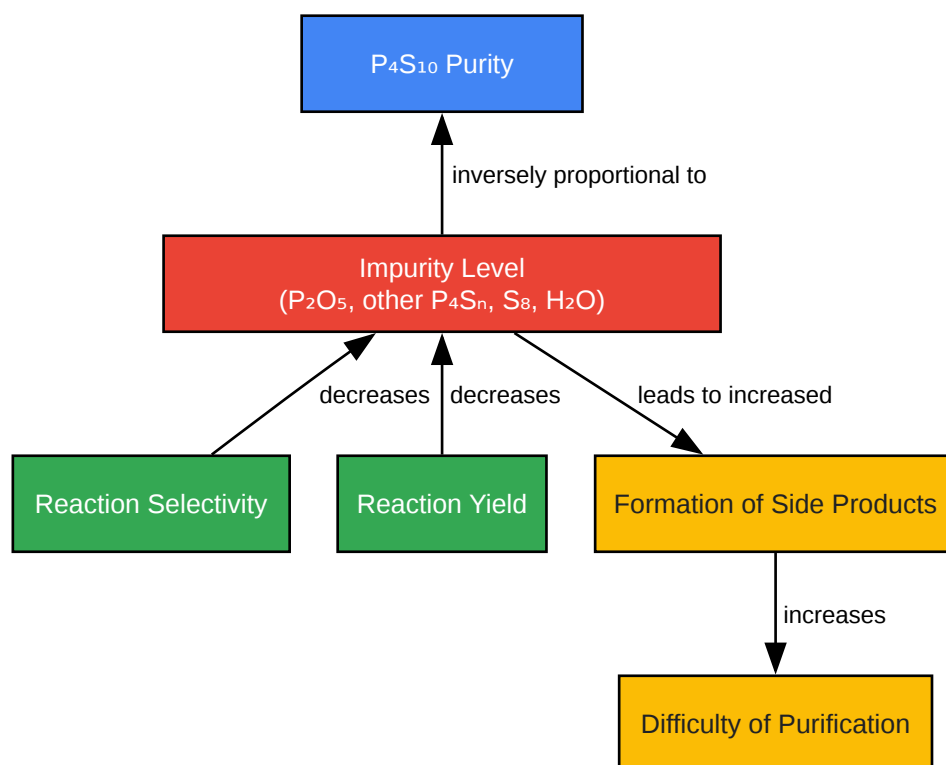 P₄S₁₀ Purity
inversely proportional to
Impurity Level
(P₂O₅, other P₄Sₙ, S₈, H₂O)
decreases
decreases
leads to increased
Reaction Selectivity
Reaction Yield
Formation of Side Products
increases
Difficulty of Purification